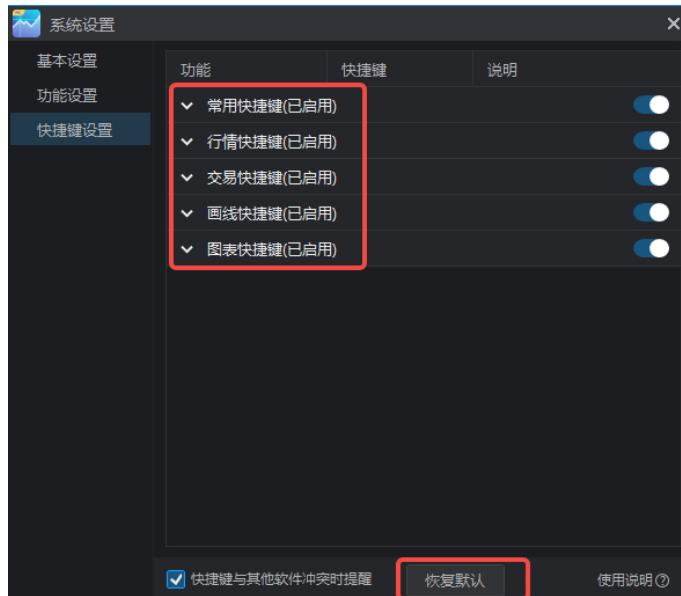 系统设置
基本设置
功能设置
快捷键设置
功能 快捷键 说明
常用快捷键(已启用)
行情快捷键(已启用)
交易快捷键(已启用)
画线快捷键(已启用)
图表快捷键(已启用)
快捷键与其他软件冲突时提醒 恢复默认 使用说明?